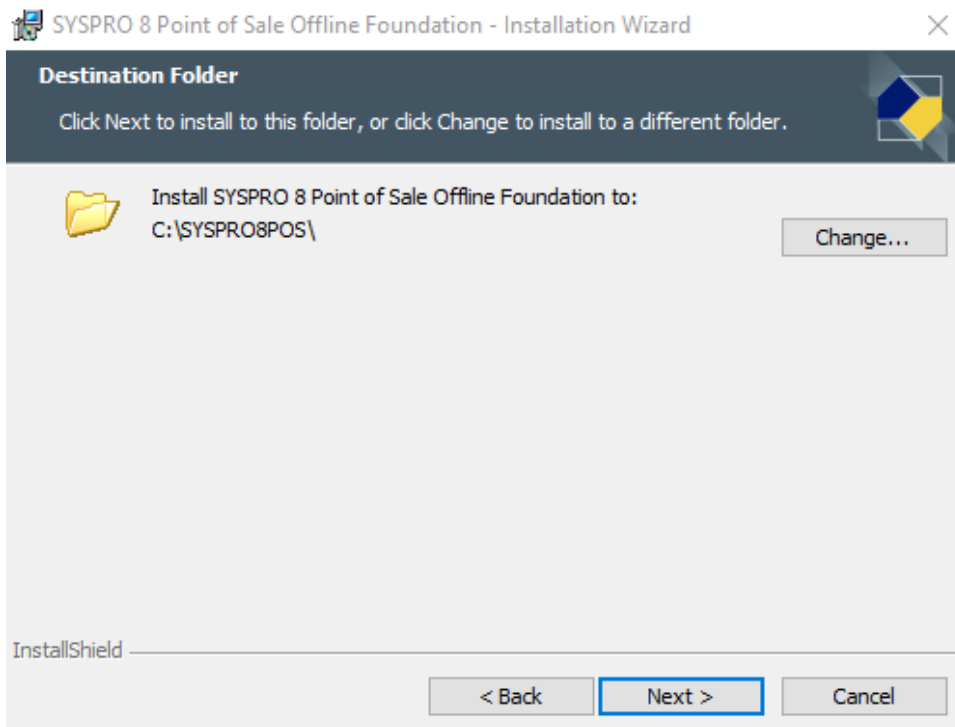 SYSPRO 8 Point of Sale Offline Foundation - Installation Wizard
Destination Folder
Click Next to install to this folder, or click Change to install to a different folder.
Install SYSPRO 8 Point of Sale Offline Foundation to:
C:\SYSPRO8POS\
Change...
InstallShield
< Back
Next >
Cancel